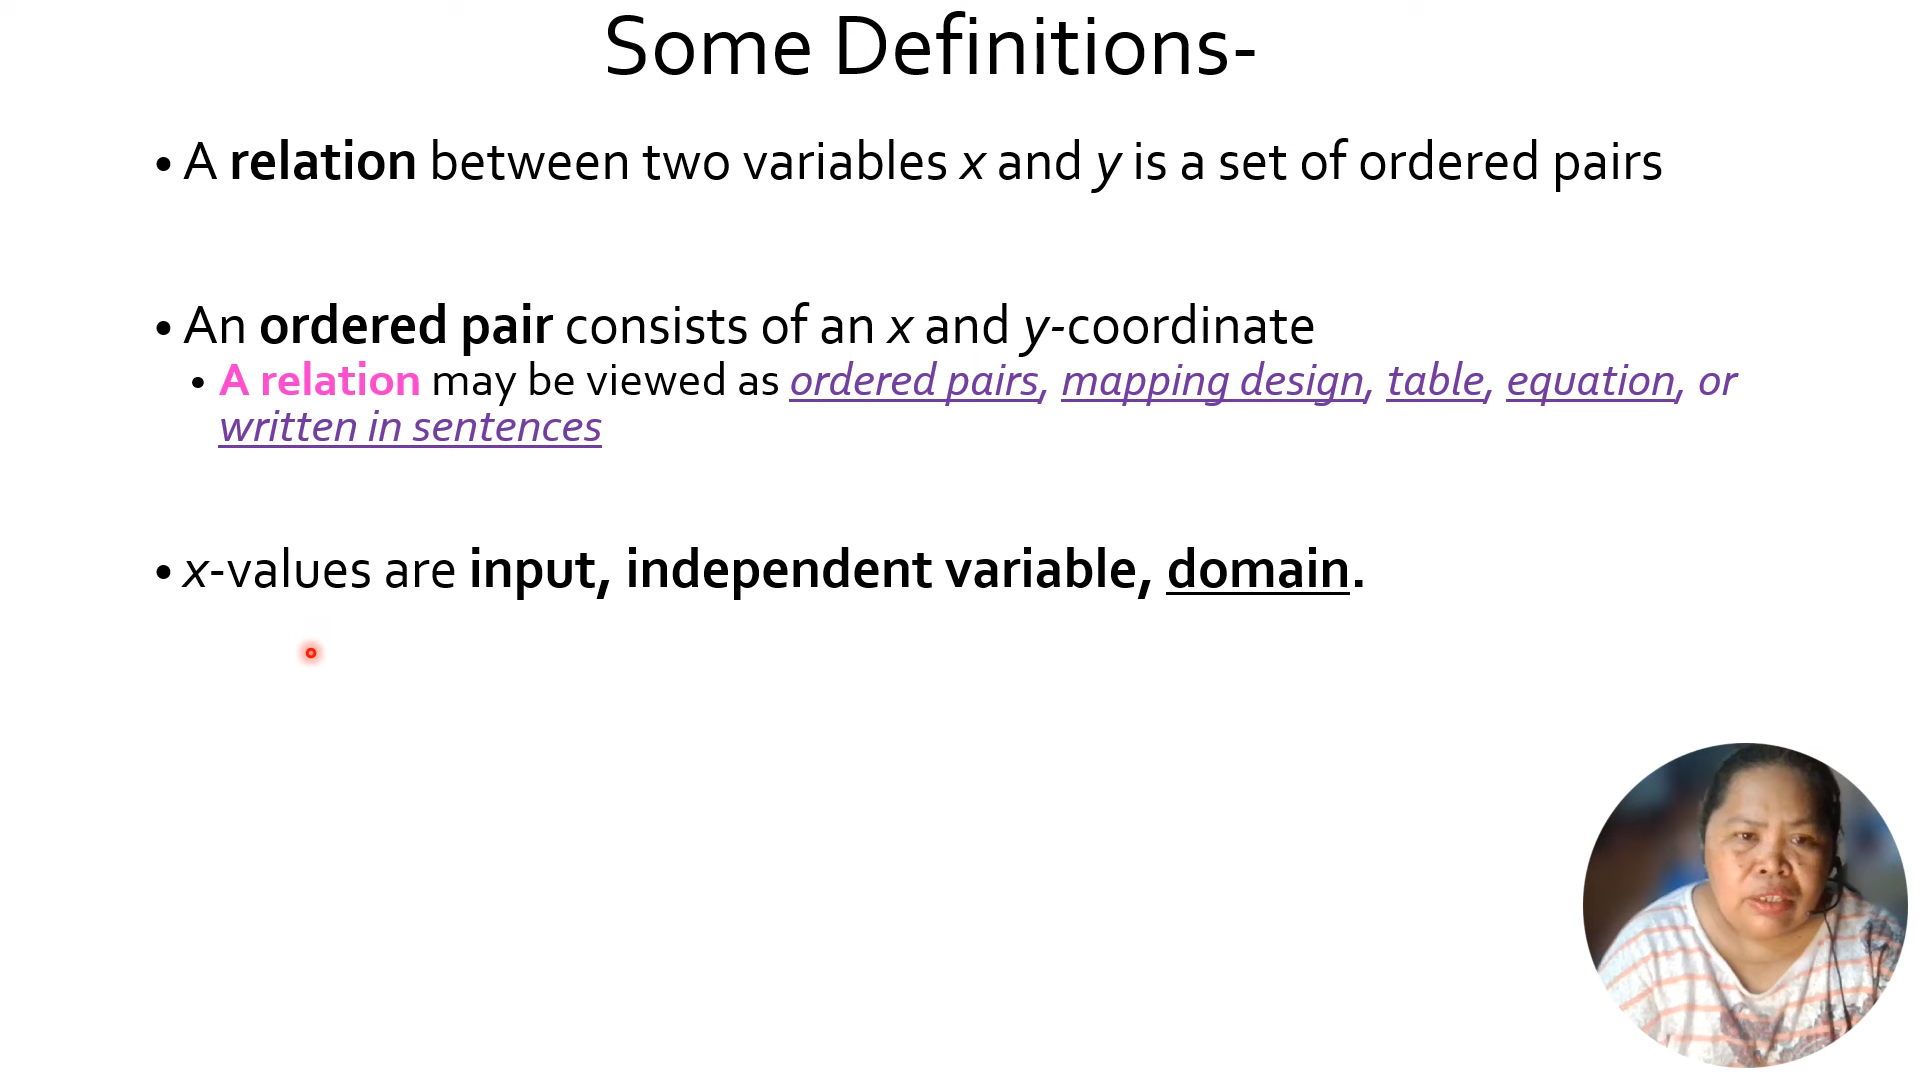 Some Definitions-
• A relation between two variables x and y is a set of ordered pairs
• An ordered pair consists of an x and y-coordinate
• A relation may be viewed as ordered pairs, mapping design, table, equation, or
written in sentences
• x-values are input, independent variable, domain.